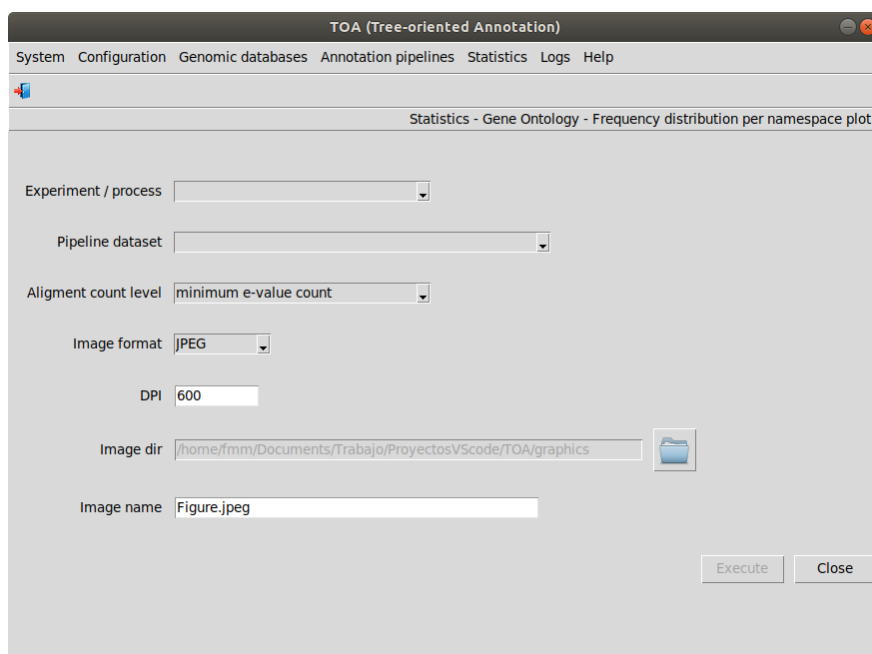 TOA (Tree-oriented Annotation)
System Configuration Genomic databases Annotation pipelines Statistics Logs Help
Statistics - Gene Ontology - Frequency distribution per namespace plot
Experiment / process
Pipeline dataset
Aligment count level minimum e-value count
Image format JPEG
DPI 600
Image dir /home/fmm/Documents/Trabajo/ProyectosVScode/TOA/graphics
Image name Figure.jpeg
Execute Close